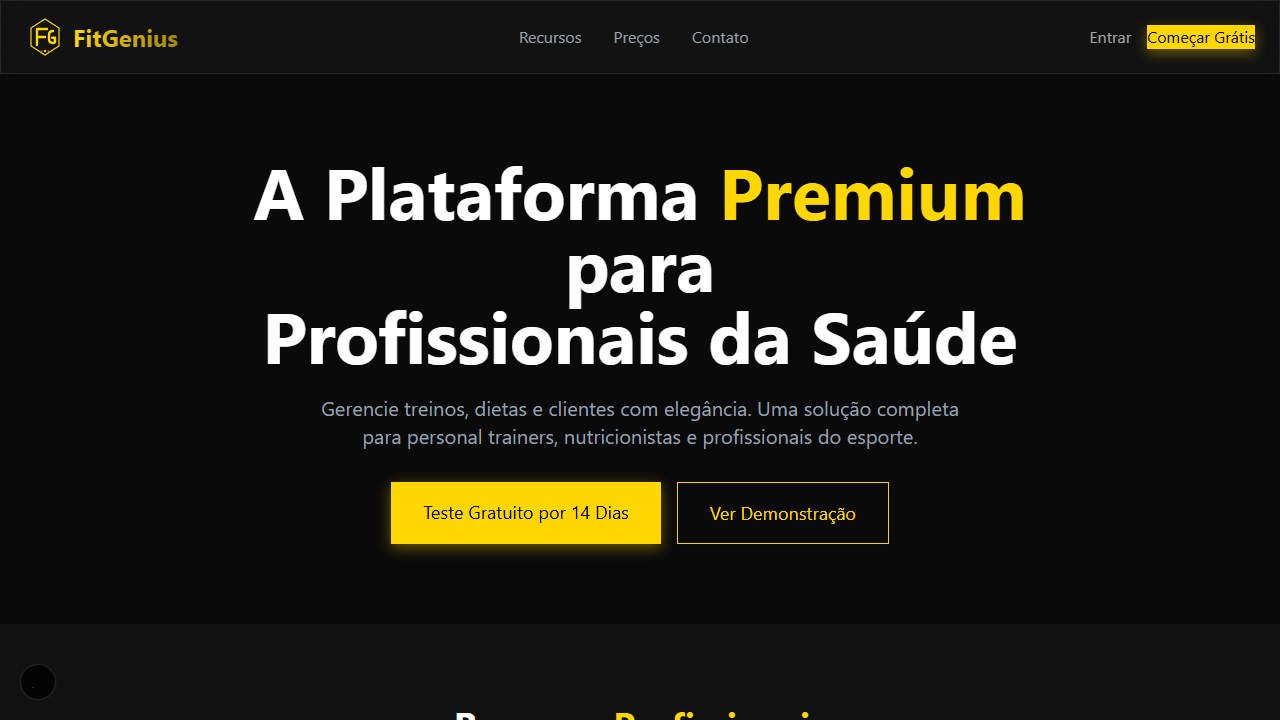 FG FitGenius
Recursos
Preços
Contato
Entrar
Começar Grátis
A Plataforma Premium
para
Profissionais da Saúde
Gerencie treinos, dietas e clientes com elegância. Uma solução completa
para personal trainers, nutricionistas e profissionais do esporte.
Teste Gratuito por 14 Dias
Ver Demonstração